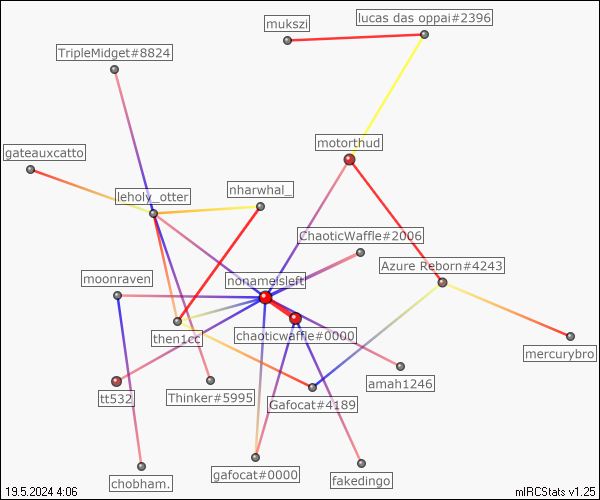 lucas das oppai#2396
mukszi
TripleMidget#8824
motorthud
gateauxcatto
nharwhal_
leholy_otter
ChaoticWaffle#2006
Azure Reborn#4243
moonraven
nonameisleft
then1cc
chaoticwaffle#0000
mercurybro
amah1246
tt532
Thinker#5995
Gafocat#4189
gafocat#0000
fakedingo
chobham.
19.5.2024 4:06
mIRCStats v1.25